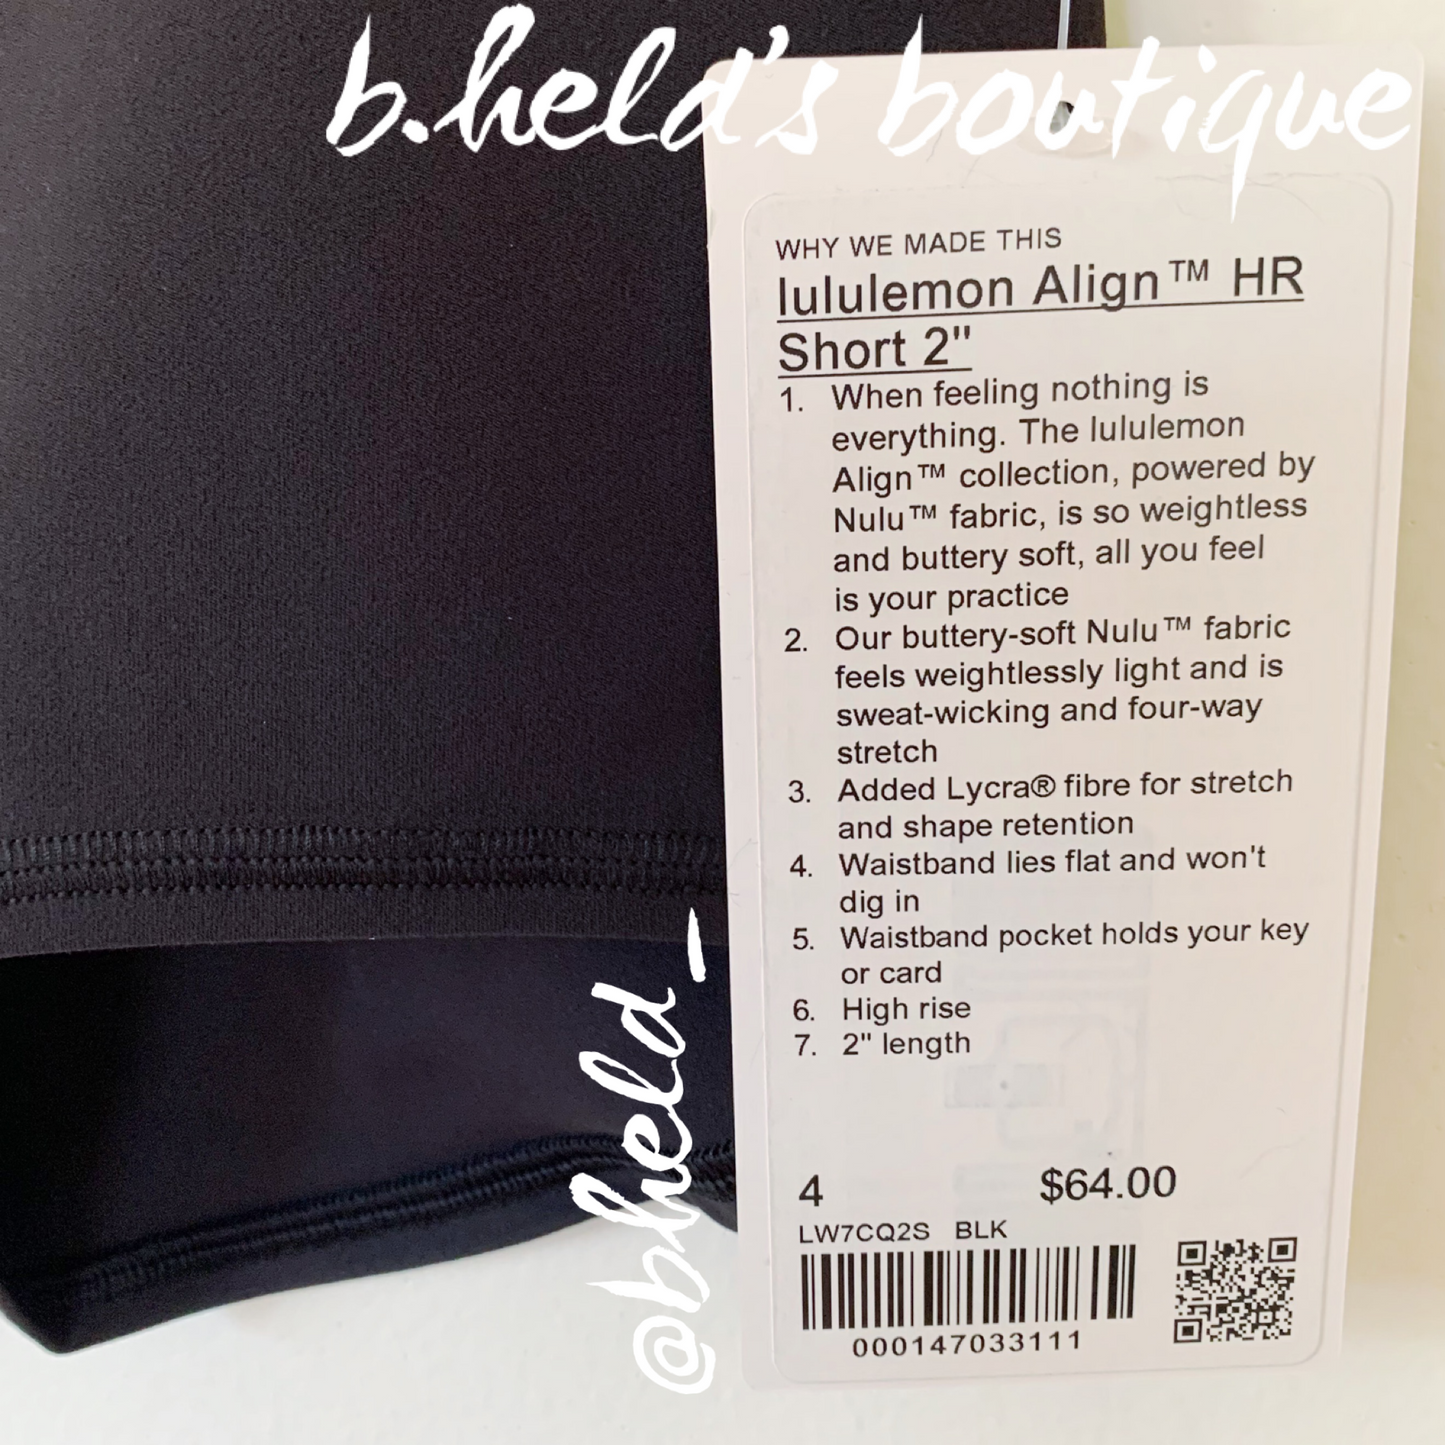 b.held's boutique
WHY WE MADE THIS
lululemon Align™ HR
Short 2"
1. When feeling nothing is
everything. The lululemon
Align™ collection, powered by
Nulu™ fabric, is so weightless
and buttery soft, all you feel
is your practice
2. Our buttery-soft Nulu™ fabric
feels weightlessly light and is
sweat-wicking and four-way
stretch
3. Added Lycra® fibre for stretch
and shape retention
4. Waistband lies flat and won't
dig in
5. Waistband pocket holds your key
or card
6. High rise
7. 2" length
4 $64.00
LW7CQ2S BLK
000147033111
@bheld_